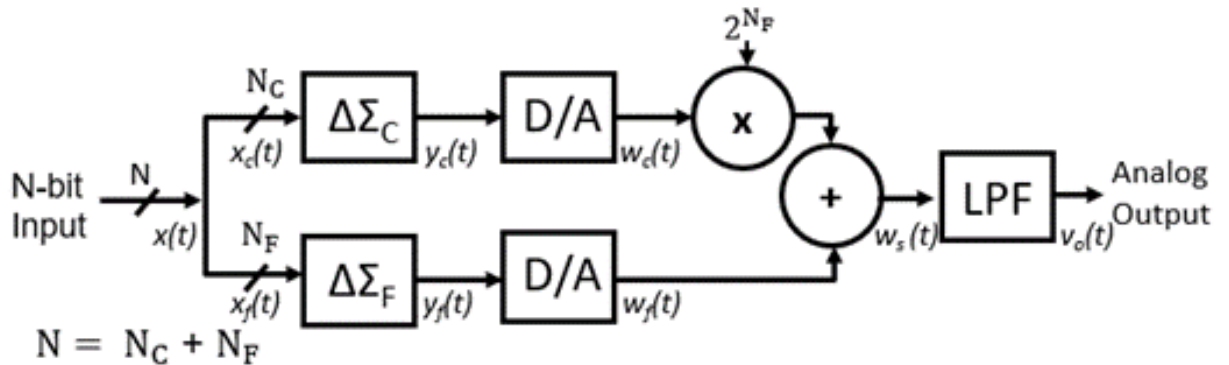 2^{N_F}
N_C
ΔΣ_C
D/A
x
x_c(t)
y_c(t)
w_c(t)
N-bit
Input
N
x(t)
+
w_s(t)
LPF
v_o(t)
Analog
Output
N_F
ΔΣ_F
D/A
x_f(t)
y_f(t)
w_f(t)
N = N_C + N_F